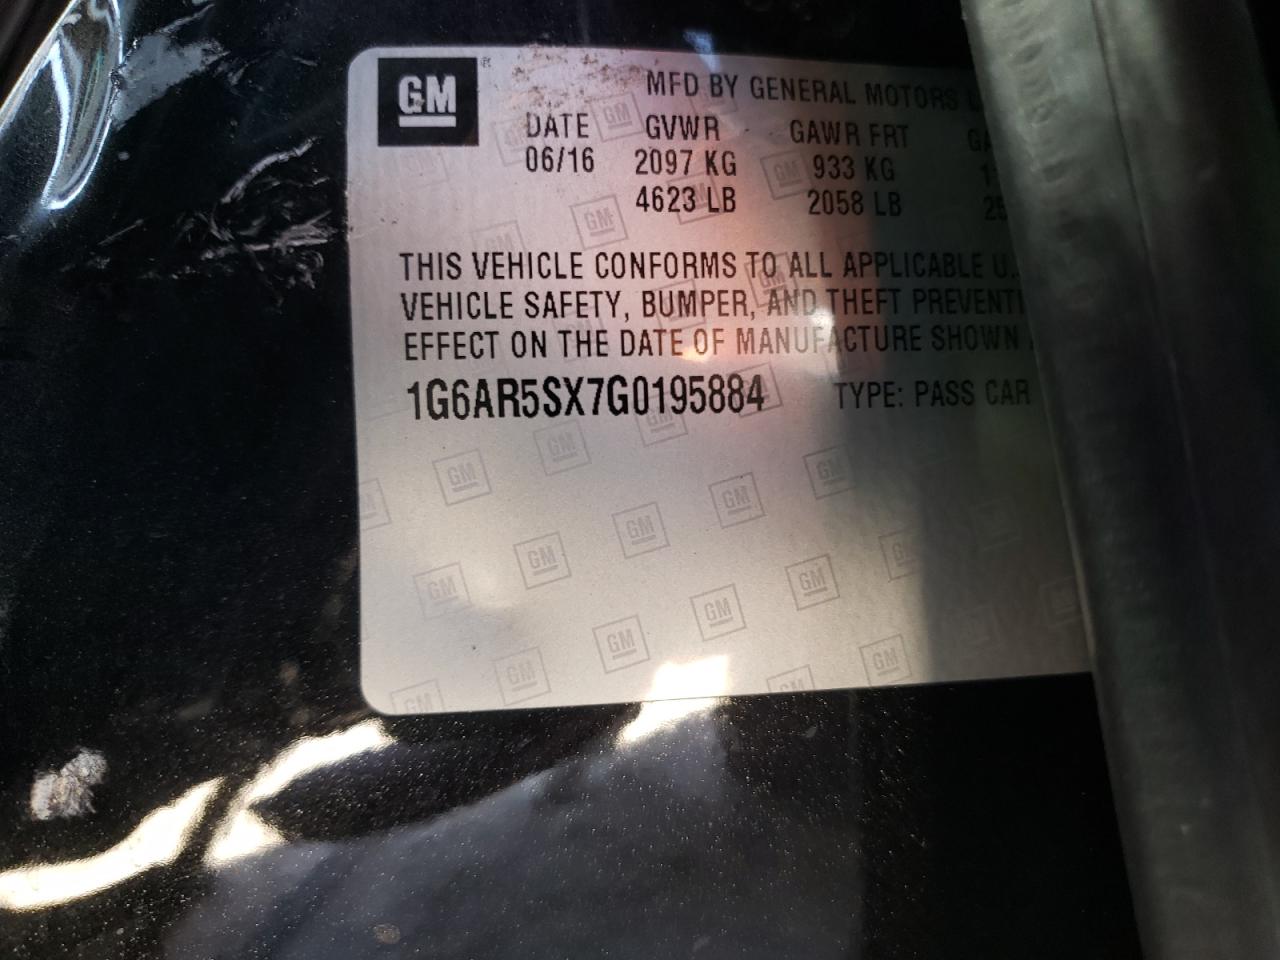 GM
MFD BY GENERAL MOTORS
DATE GVWR GAWR FRT
06/16 2097 KG 933 KG
4623 LB 2058 LB
THIS VEHICLE CONFORMS TO ALL APPLICABLE
VEHICLE SAFETY, BUMPER, AND THEFT PREVENTI
EFFECT ON THE DATE OF MANUFACTURE SHOWN
1G6AR5SX7G0195884 TYPE: PASS CAR